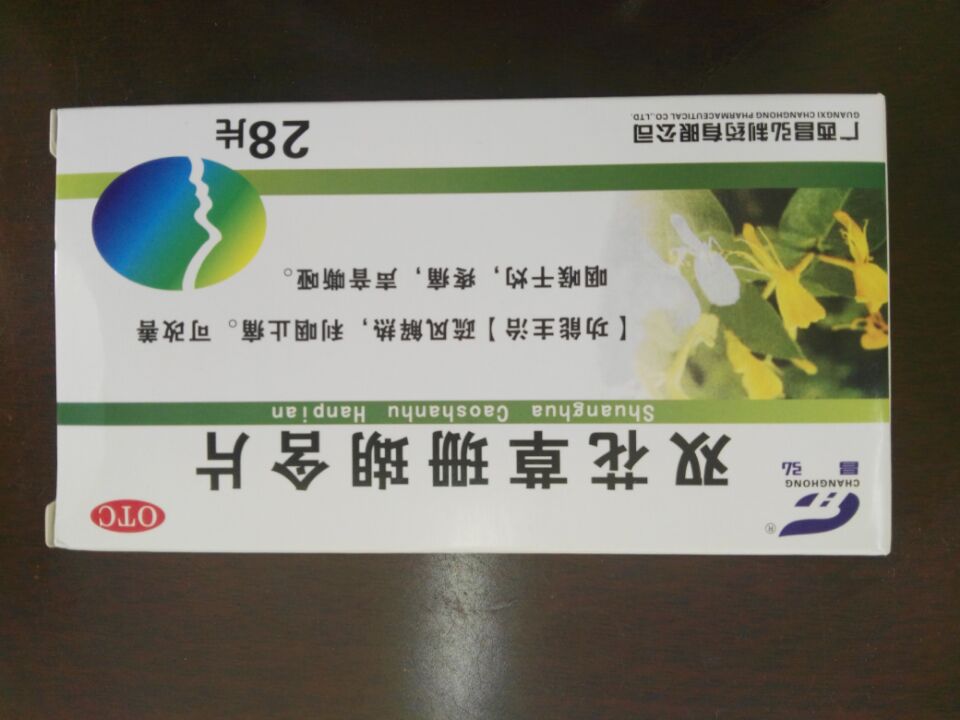 CHANGHONG
昌弘
®
OTC
双花草珊瑚含片
Shuanghua Caoshanhu Hanpian
【功能主治】疏风解热，利咽止痛。可改善
咽喉干灼，疼痛，声音嘶哑。
广西昌弘制药有限公司
GUANGXI CHANGHONG PHARMACEUTICAL CO.,LTD.
28片